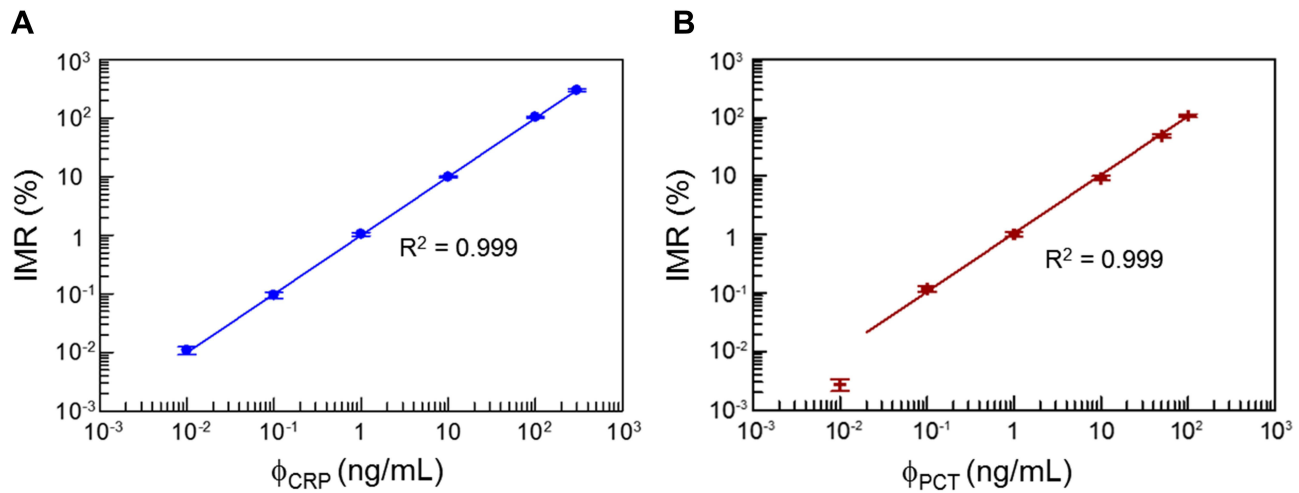 A
IMR (%)
10³
10²
10
1
10⁻¹
10⁻²
10⁻³
R² = 0.999
10⁻³ 10⁻² 10⁻¹ 1 10 10² 10³
ϕCRP (ng/mL)
B
IMR (%)
10³
10²
10
1
10⁻¹
10⁻²
10⁻³
R² = 0.999
10⁻³ 10⁻² 10⁻¹ 1 10 10² 10³
ϕPCT (ng/mL)